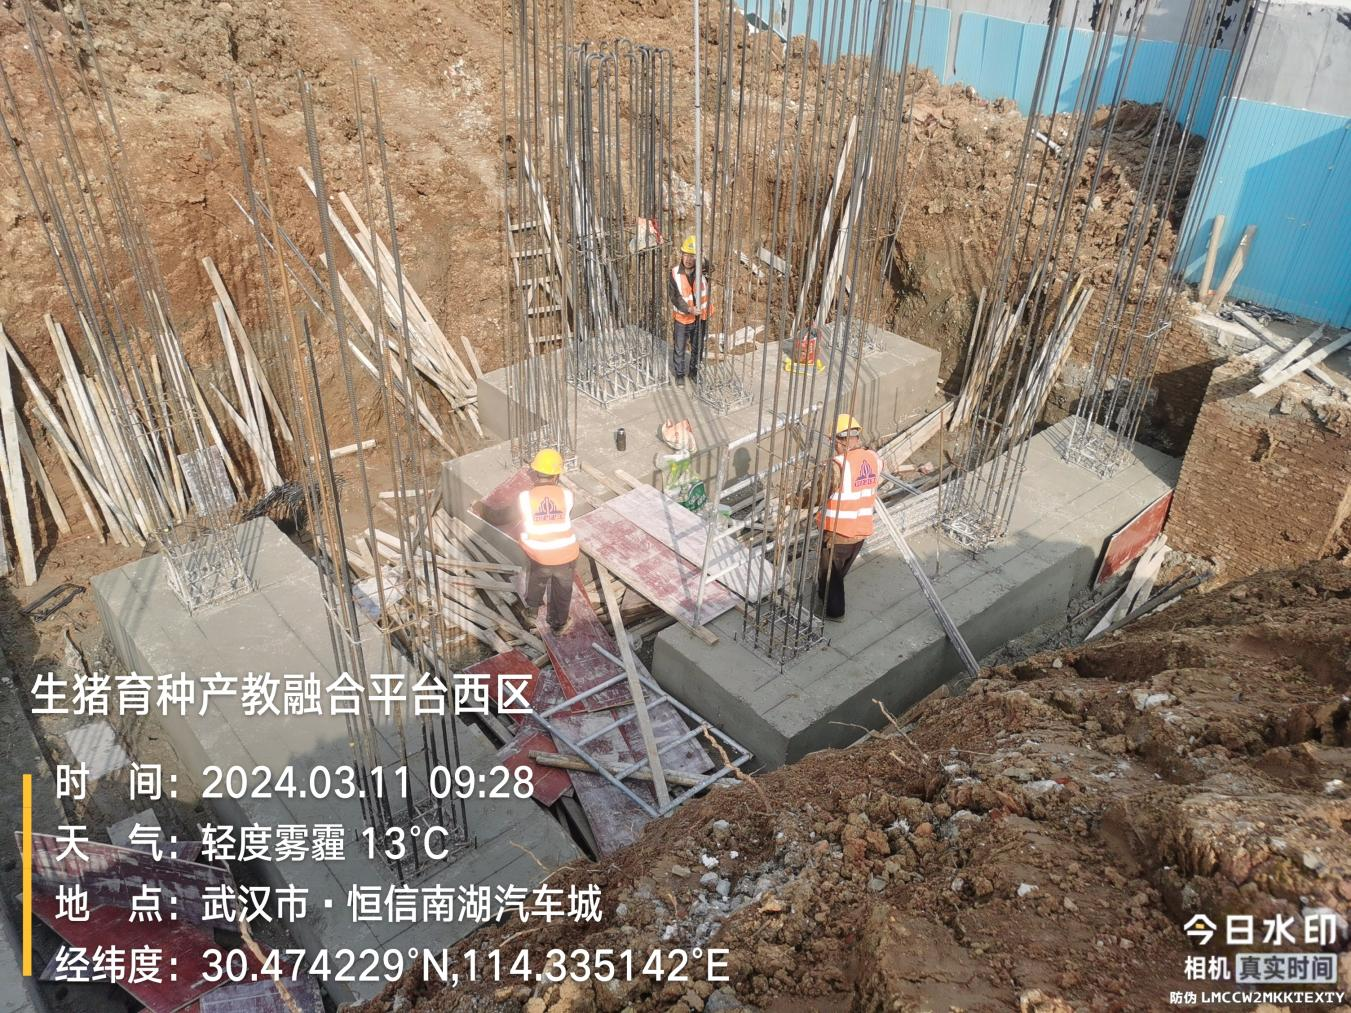 生猪育种产教融合平台西区
时 间：2024.03.11 09:28
天 气：轻度雾霾 13℃
地 点：武汉市·恒信南湖汽车城
经纬度：30.474229°N,114.335142°E
今日水印
相机 真实时间
防伪 LMCCW2MKKTEXTY